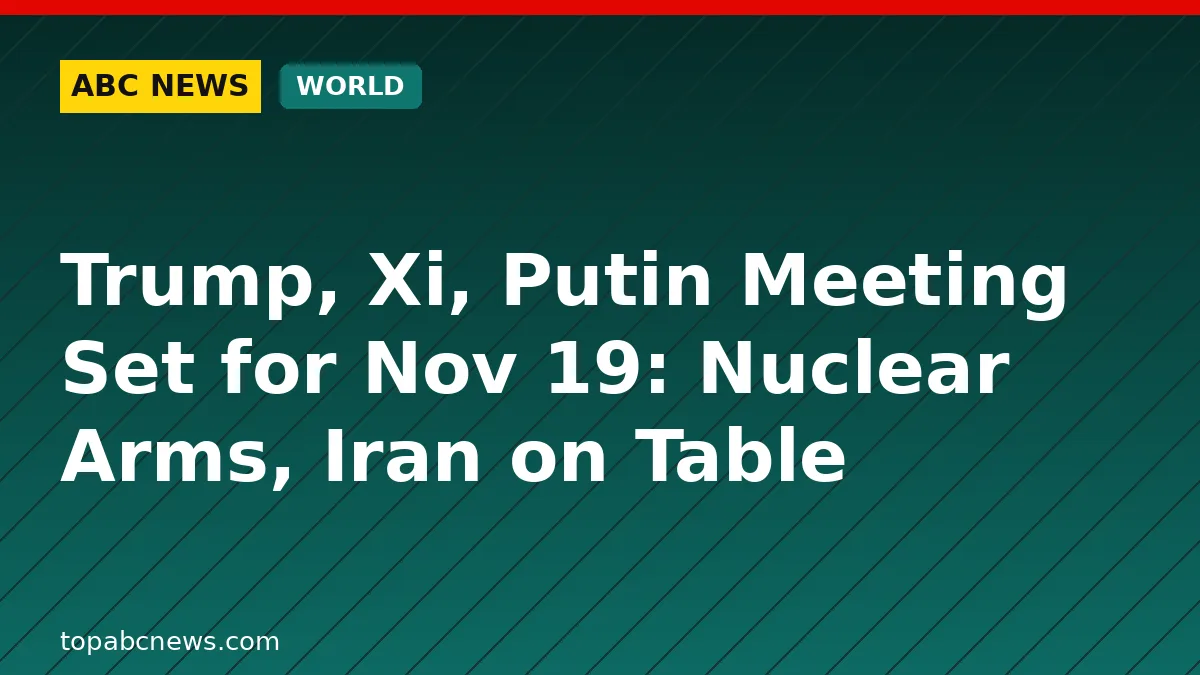 ABC NEWS
WORLD
Trump, Xi, Putin Meeting
Set for Nov 19: Nuclear
Arms, Iran on Table
topabcnews.com